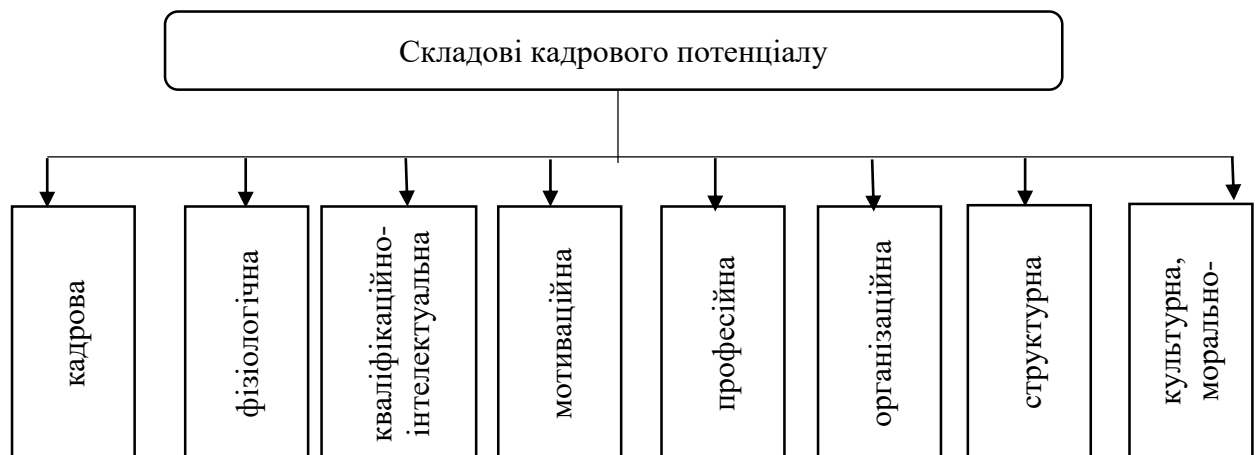 Складові кадрового потенціалу
кадрова
фізіологічна
кваліфікаційно-
інтелектуальна
мотиваційна
професійна
організаційна
структурна
культурна,
морально-